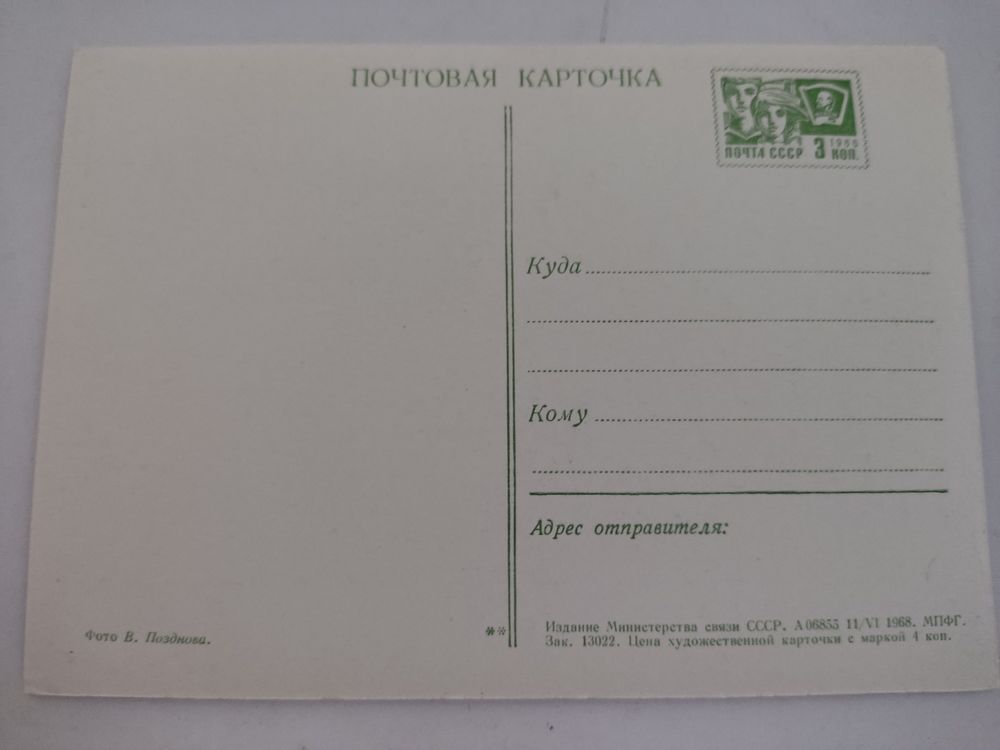 ПОЧТОВАЯ КАРТОЧКА
ПОЧТА СССР 3 1966 КОП.
Куда
Кому
Адрес отправителя:
Фото В. Позднова.
**
Издание Министерства связи СССР. А 06855 11/VI 1968. МПФГ.
Зак. 13022. Цена художественной карточки с маркой 4 коп.